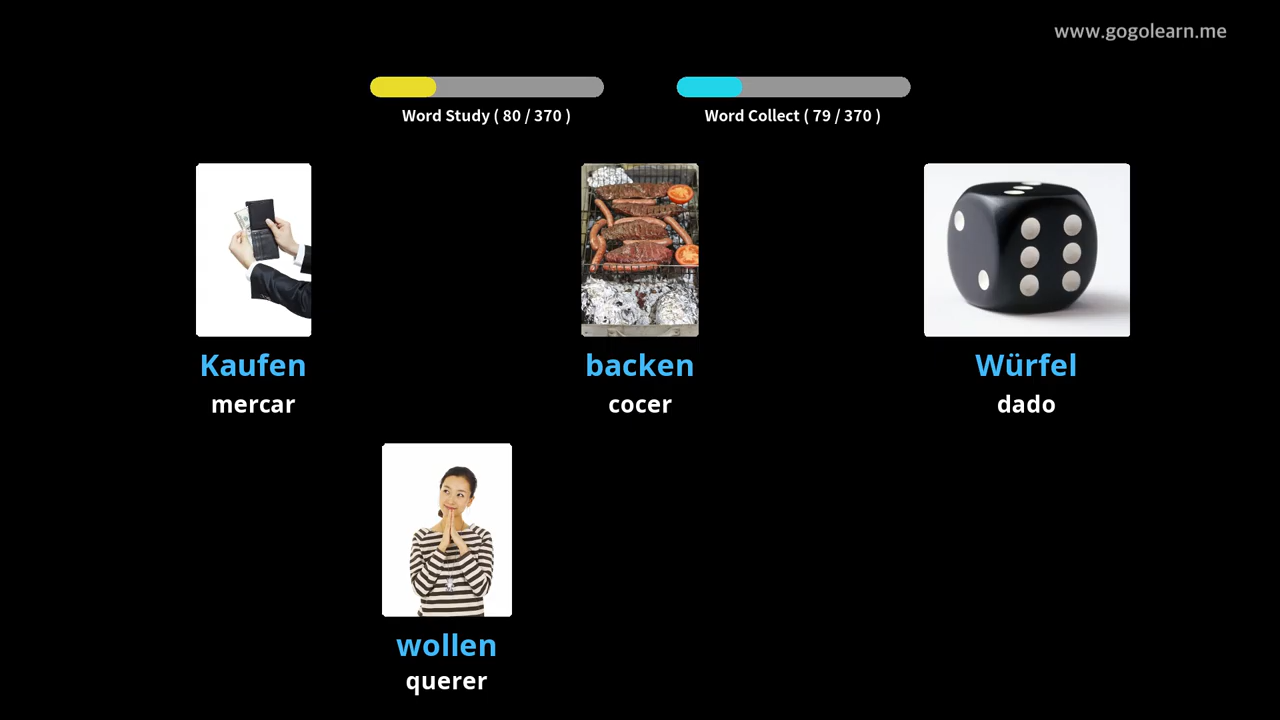 www.gogolearn.me
Word Study ( 80 / 370 )
Word Collect ( 79 / 370 )
Kaufen
mercar
backen
cocer
Würfel
dado
wollen
querer